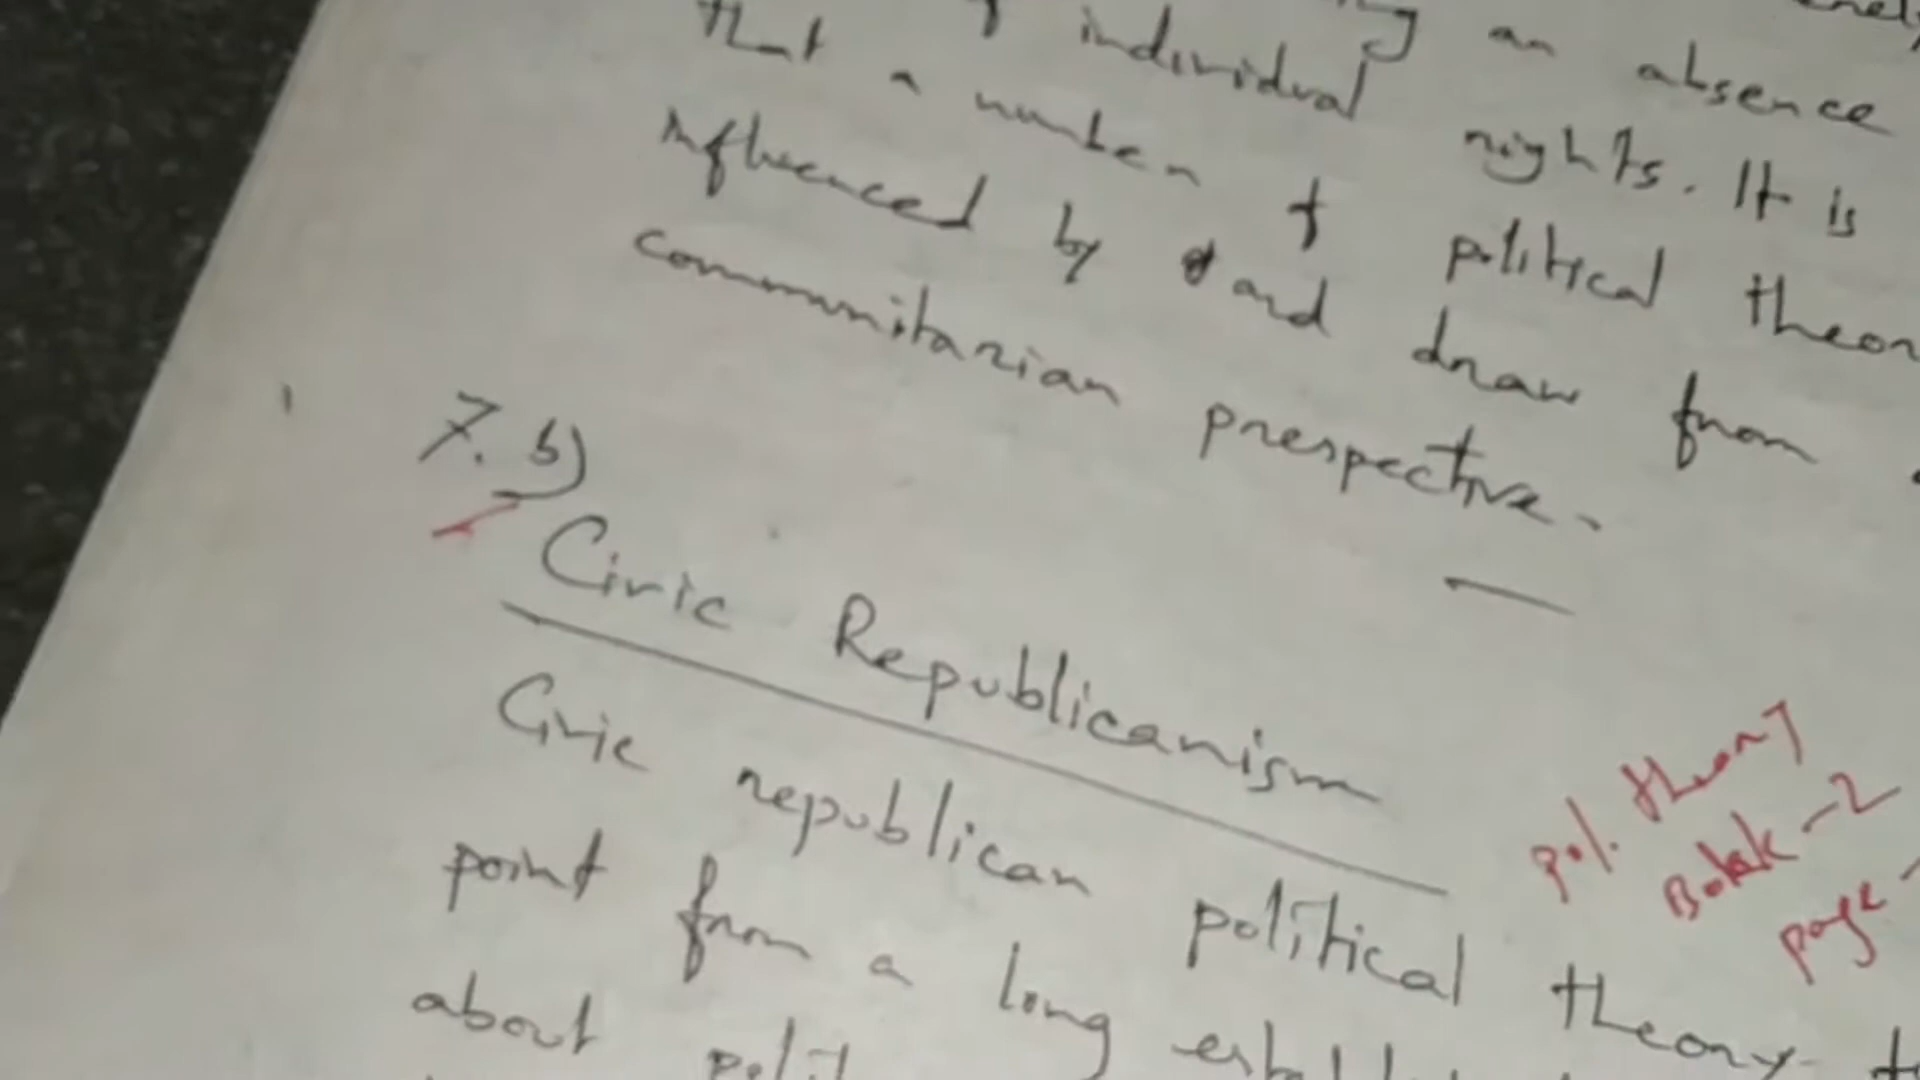 an absence
individual rights. It is
that a number of political theor
influenced by and draw from
communitarian prespective.
7. b)
Civic Republicanism
Civic republican political theory
point from a long
about polit
pol. theory
Book-2
page